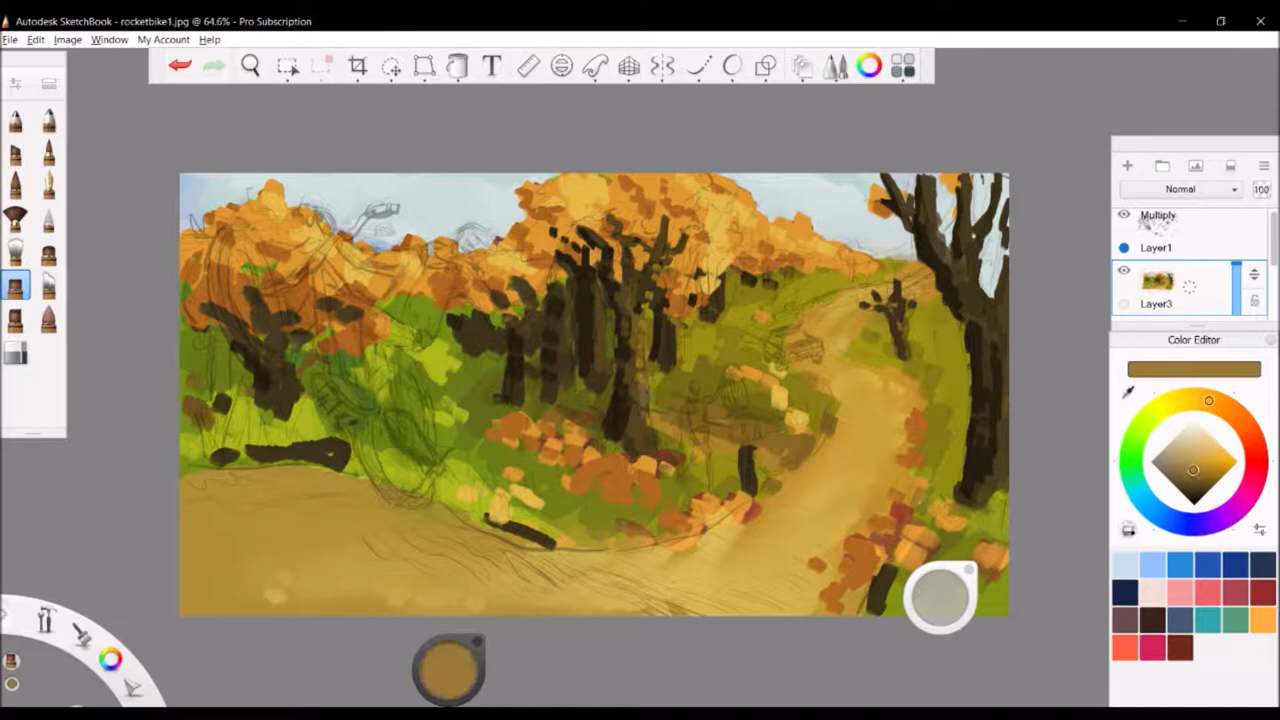 Autodesk SketchBook - rocketbike1.jpg @ 64.6% - Pro Subscription
File Edit Image Window My Account Help
T
Normal 100
Multiply
Layer1
Layer3
Color Editor